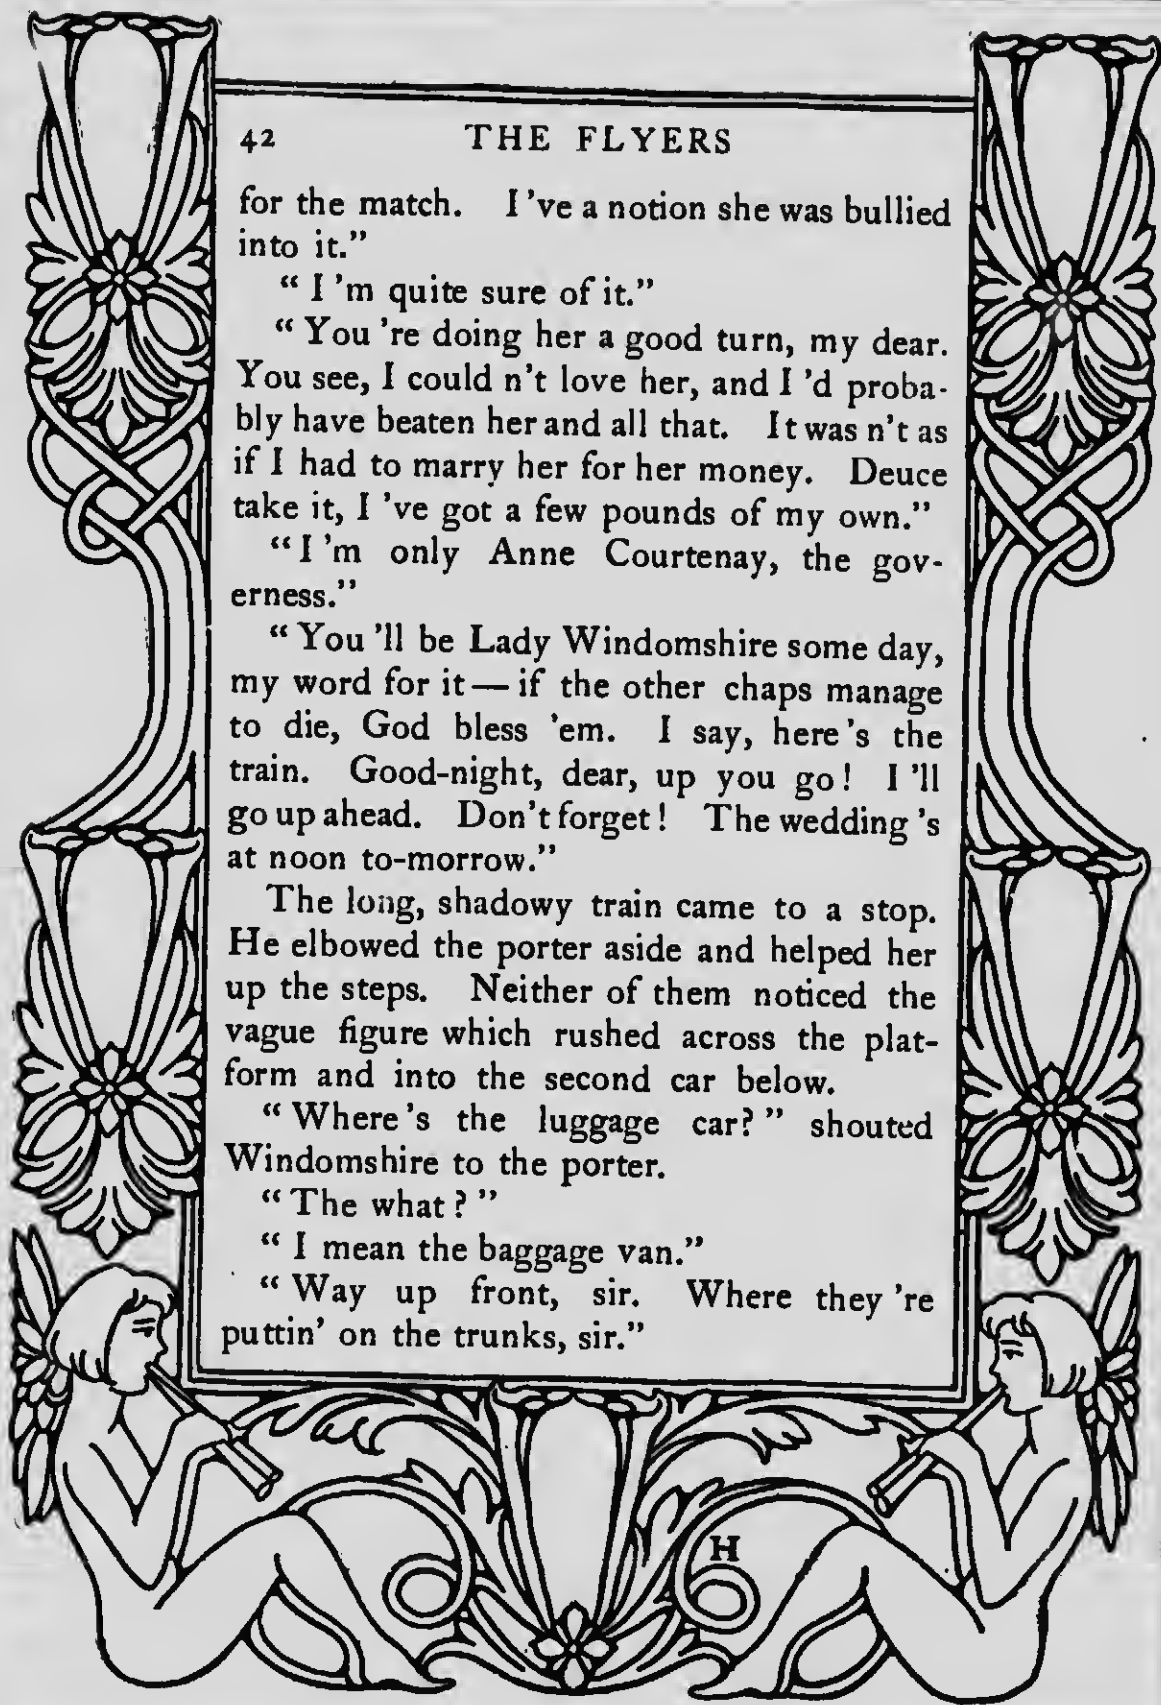 42 THE FLYERS
for the match. I 've a notion she was bullied
into it."
" I 'm quite sure of it."
" You 're doing her a good turn, my dear.
You see, I could n't love her, and I 'd proba-
bly have beaten her and all that. It was n't as
if I had to marry her for her money. Deuce
take it, I 've got a few pounds of my own."
" I 'm only Anne Courtenay, the gov-
erness."
" You 'll be Lady Windomshire some day,
my word for it — if the other chaps manage
to die, God bless 'em. I say, here 's the
train. Good-night, dear, up you go! I 'll
go up ahead. Don't forget! The wedding 's
at noon to-morrow."
The long, shadowy train came to a stop.
He elbowed the porter aside and helped her
up the steps. Neither of them noticed the
vague figure which rushed across the plat-
form and into the second car below.
" Where 's the luggage car? " shouted
Windomshire to the porter.
" The what? "
" I mean the baggage van."
" Way up front, sir. Where they 're
puttin' on the trunks, sir."
H